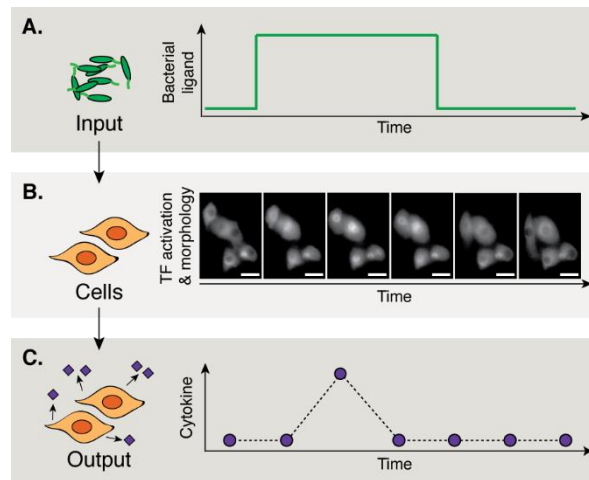 A.
Input
Bacterial
ligand
Time
B.
Cells
TF activation
& morphology
Time
C.
Output
Cytokine
Time